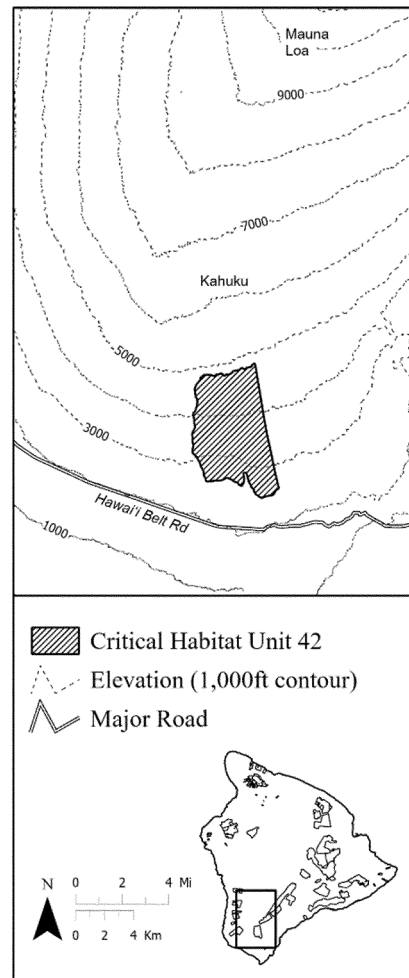 Mauna
Loa
9000
7000
Kahuku
5000
3000
Hawai'i Belt Rd
1000
Critical Habitat Unit 42
Elevation (1,000ft contour)
Major Road
N
0 2 4 Mi
0 2 4 Km